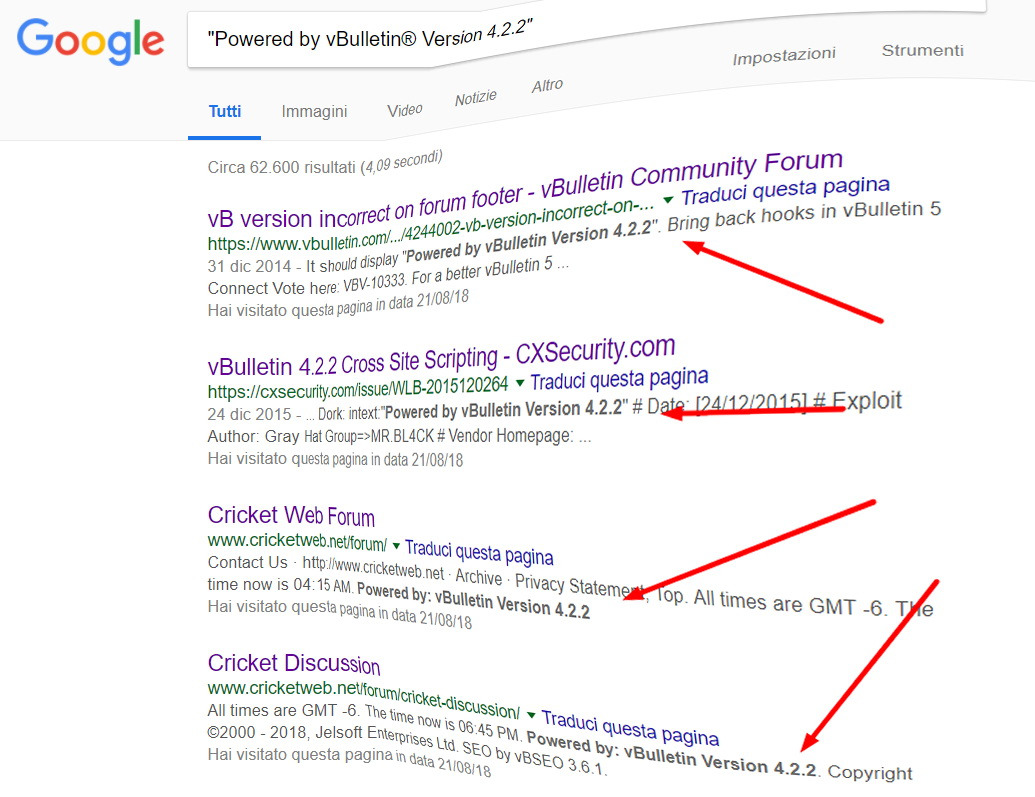 Google
"Powered by vBulletin® Version 4.2.2"
Impostazioni Strumenti
Tutti Immagini Video Notizie Altro
Circa 62.600 risultati (4,09 secondi)
vB version incorrect on forum footer - vBulletin Community Forum
https://www.vbulletin.com/.../4244002-vb-version-incorrect-on-... ▼ Traduci questa pagina
31 dic 2014 - It should display "Powered by vBulletin Version 4.2.2". Bring back hooks in vBulletin 5
Connect Vote here: VBV-10333. For a better vBulletin 5 ...
Hai visitato questa pagina in data 21/08/18
vBulletin 4.2.2 Cross Site Scripting - CXSecurity.com
https://cxsecurity.com/issue/WLB-2015120264 ▼ Traduci questa pagina
24 dic 2015 - ... Dork: intext:"Powered by vBulletin Version 4.2.2" # Date: [24/12/2015] # Exploit
Author: Gray Hat Group=>MR.BL4CK # Vendor Homepage: ...
Hai visitato questa pagina in data 21/08/18
Cricket Web Forum
www.cricketweb.net/forum/ ▼ Traduci questa pagina
Contact Us · http://www.cricketweb.net · Archive · Privacy Statement, Top. All times are GMT -6. The
time now is 04:15 AM. Powered by: vBulletin Version 4.2.2
Hai visitato questa pagina in data 21/08/18
Cricket Discussion
www.cricketweb.net/forum/cricket-discussion/ ▼ Traduci questa pagina
All times are GMT -6. The time now is 06:45 PM. Powered by: vBulletin Version 4.2.2. Copyright
©2000 - 2018, Jelsoft Enterprises Ltd. SEO by vBSEO 3.6.1.
Hai visitato questa pagina in data 21/08/18